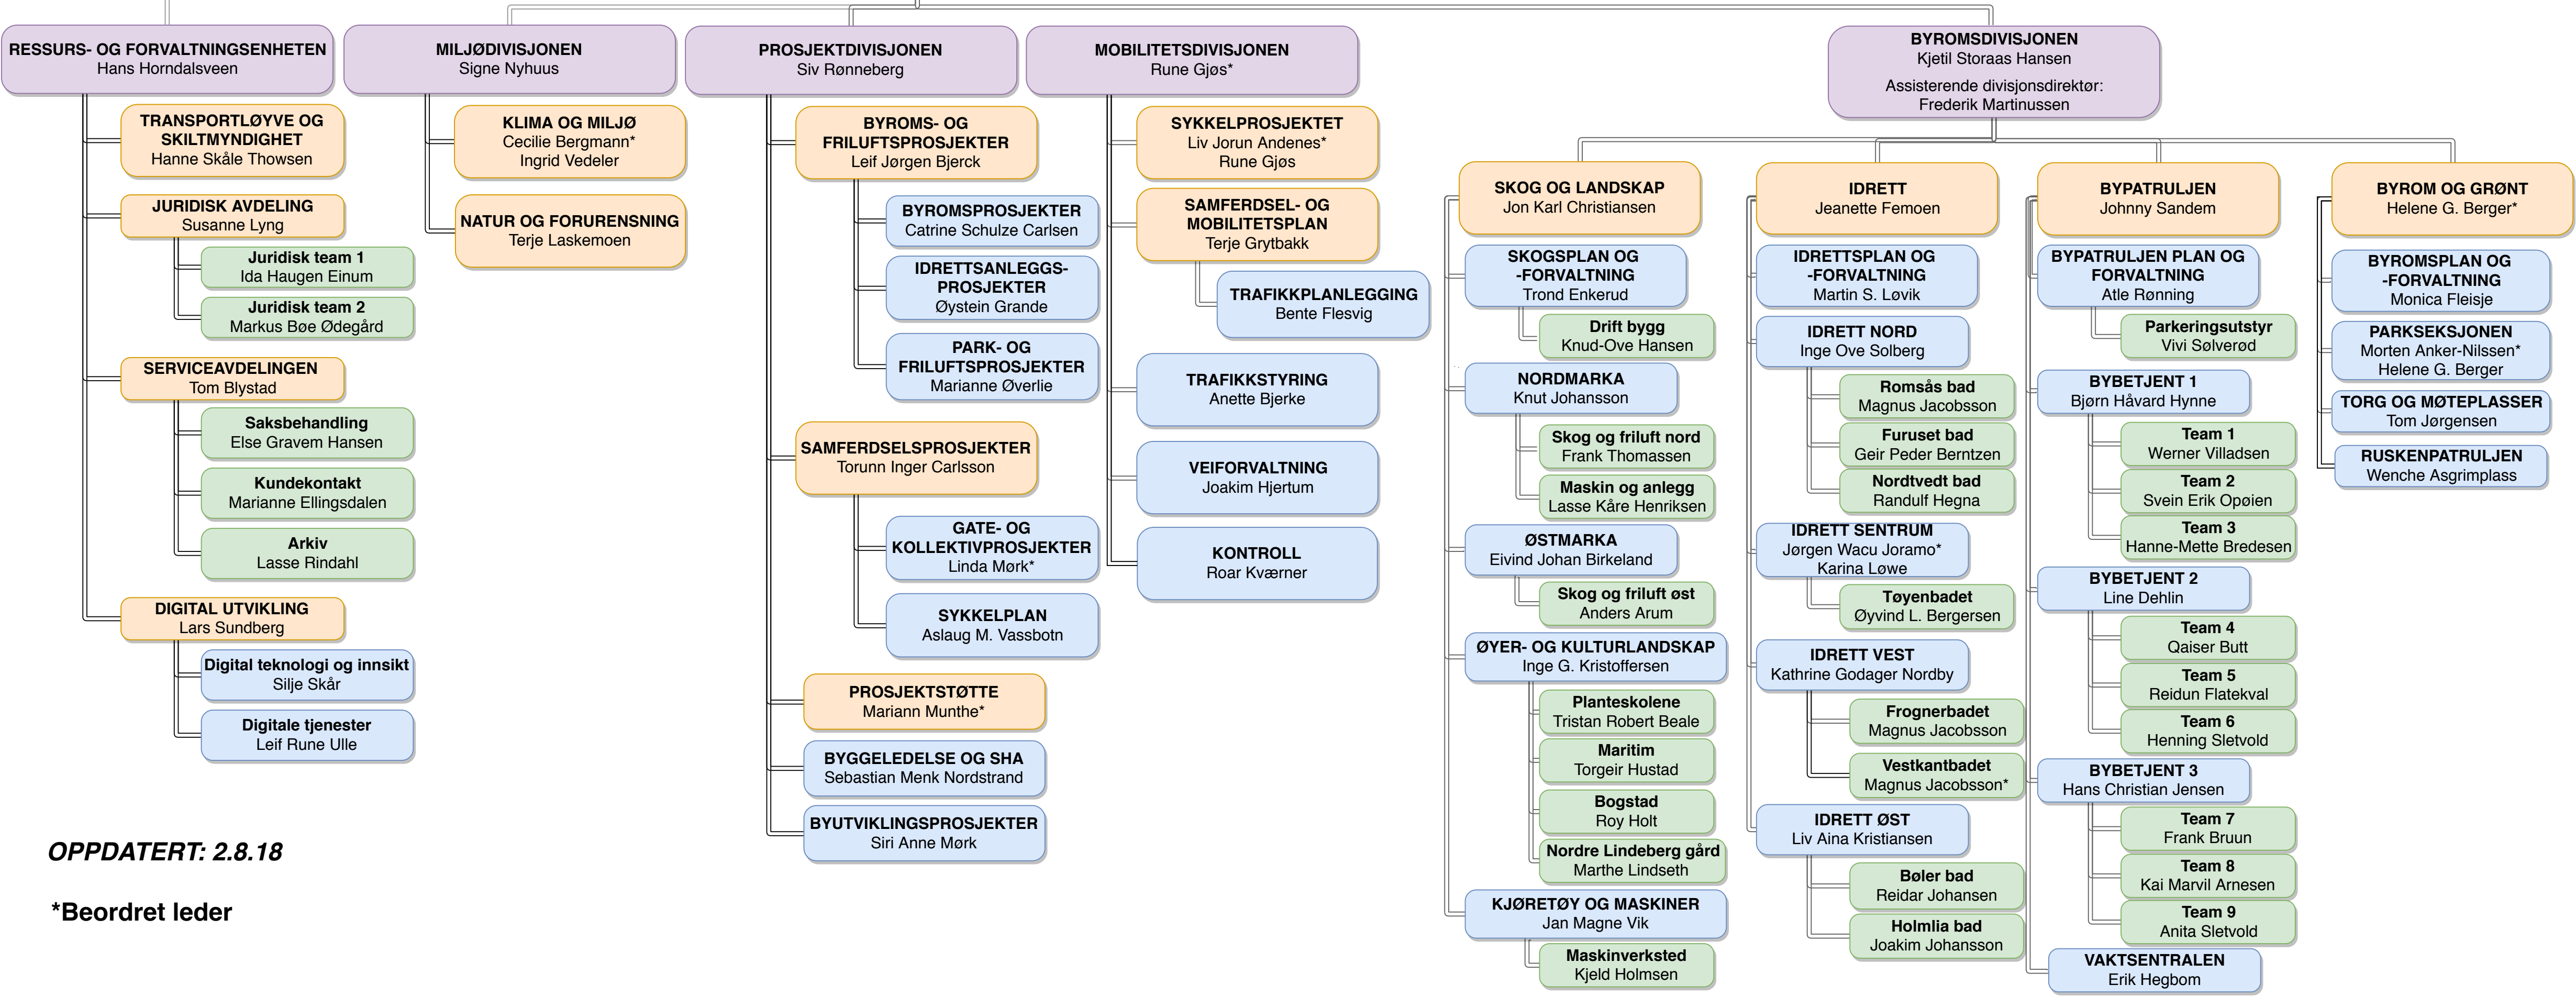 RESSURS- OG FORVALTNINGSENHETEN
Hans Horndalsveen
TRANSPORTLØYVE OG
SKILTMYNDIGHET
Hanne Skåle Thowsen
JURIDISK AVDELING
Susanne Lyng
Juridisk team 1
Ida Haugen Einum
Juridisk team 2
Markus Bøe Ødegård
SERVICEAVDELINGEN
Tom Blystad
Saksbehandling
Else Gravem Hansen
Kundekontakt
Marianne Ellingsdalen
Arkiv
Lasse Rindahl
DIGITAL UTVIKLING
Lars Sundberg
Digital teknologi og innsikt
Silje Skår
Digitale tjenester
Leif Rune Ulle
OPPDATERT: 2.8.18
*Beordret leder
MILJØDIVISJONEN
Signe Nyhuus
KLIMA OG MILJØ
Cecilie Bergmann*
Ingrid Vedeler
NATUR OG FORURENSNING
Terje Laskemoen
PROSJEKTDIVISJONEN
Siv Rønneberg
BYROMS- OG
FRILUFTSPROSJEKTER
Leif Jørgen Bjerck
BYROMSPROSJEKTER
Catrine Schulze Carlsen
IDRETTSANLEGGS-
PROSJEKTER
Øystein Grande
PARK- OG
FRILUFTSPROSJEKTER
Marianne Øverlie
SAMFERDSELSPROSJEKTER
Torunn Inger Carlsson
GATE- OG
KOLLEKTIVPROSJEKTER
Linda Mørk*
SYKKELPLAN
Aslaug M. Vassbotn
PROSJEKTSTØTTE
Mariann Munthe*
BYGGELEDELSE OG SHA
Sebastian Menk Nordstrand
BYUTVIKLINGSPROSJEKTER
Siri Anne Mørk
MOBILITETSDIVISJONEN
Rune Gjøs*
SYKKELPROSJEKTET
Liv Jorun Andenes*
Rune Gjøs
SAMFERDSEL- OG
MOBILITETSPLAN
Terje Grytbakk
TRAFIKKPLANLEGGING
Bente Flesvig
TRAFIKKSTYRING
Anette Bjerke
VEIFORVALTNING
Joakim Hjertum
KONTROLL
Roar Kværner
BYROMSDIVISJONEN
Kjetil Storaas Hansen
Assisterende divisjonsdirektør:
Frederik Martinussen
SKOG OG LANDSKAP
Jon Karl Christiansen
SKOGSPLAN OG
-FORVALTNING
Trond Enkerud
Drift bygg
Knud-Ove Hansen
NORDMARKA
Knut Johansson
Skog og friluft nord
Frank Thomassen
Maskin og anlegg
Lasse Kåre Henriksen
ØSTMARKA
Eivind Johan Birkeland
Skog og friluft øst
Anders Arum
ØYER- OG KULTURLANDSKAP
Inge G. Kristoffersen
Planteskolene
Tristan Robert Beale
Maritim
Torgeir Hustad
Bogstad
Roy Holt
Nordre Lindeberg gård
Marthe Lindseth
KJØRETØY OG MASKINER
Jan Magne Vik
Maskinverksted
Kjeld Holmsen
IDRETT
Jeanette Femoen
IDRETTSPLAN OG
-FORVALTNING
Martin S. Løvik
IDRETT NORD
Inge Ove Solberg
Romsås bad
Magnus Jacobsson
Furuset bad
Geir Peder Berntzen
Nordtvedt bad
Randulf Hegna
IDRETT SENTRUM
Jørgen Wacu Joramo*
Karina Løwe
Tøyenbadet
Øyvind L. Bergersen
IDRETT VEST
Kathrine Godager Nordby
Frognerbadet
Magnus Jacobsson
Vestkantbadet
Magnus Jacobsson*
IDRETT ØST
Liv Aina Kristiansen
Bøler bad
Reidar Johansen
Holmlia bad
Joakim Johansson
BYPATRULJEN
Johnny Sandem
BYPATRULJEN PLAN OG
FORVALTNING
Atle Rønning
Parkeringsutstyr
Vivi Sølverød
BYBETJENT 1
Bjørn Håvard Hynne
Team 1
Werner Villadsen
Team 2
Svein Erik Opøien
Team 3
Hanne-Mette Bredesen
BYBETJENT 2
Line Dehlin
Team 4
Qaiser Butt
Team 5
Reidun Flatekval
Team 6
Henning Sletvold
BYBETJENT 3
Hans Christian Jensen
Team 7
Frank Bruun
Team 8
Kai Marvil Arnesen
Team 9
Anita Sletvold
VAKTSENTRALEN
Erik Hegbom
BYROM OG GRØNT
Helene G. Berger*
BYROMSPLAN OG
-FORVALTNING
Monica Fleisje
PARKSEKSJONEN
Morten Anker-Nilssen*
Helene G. Berger
TORG OG MØTEPLASSER
Tom Jørgensen
RUSKENPATRULJEN
Wenche Asgrimplass